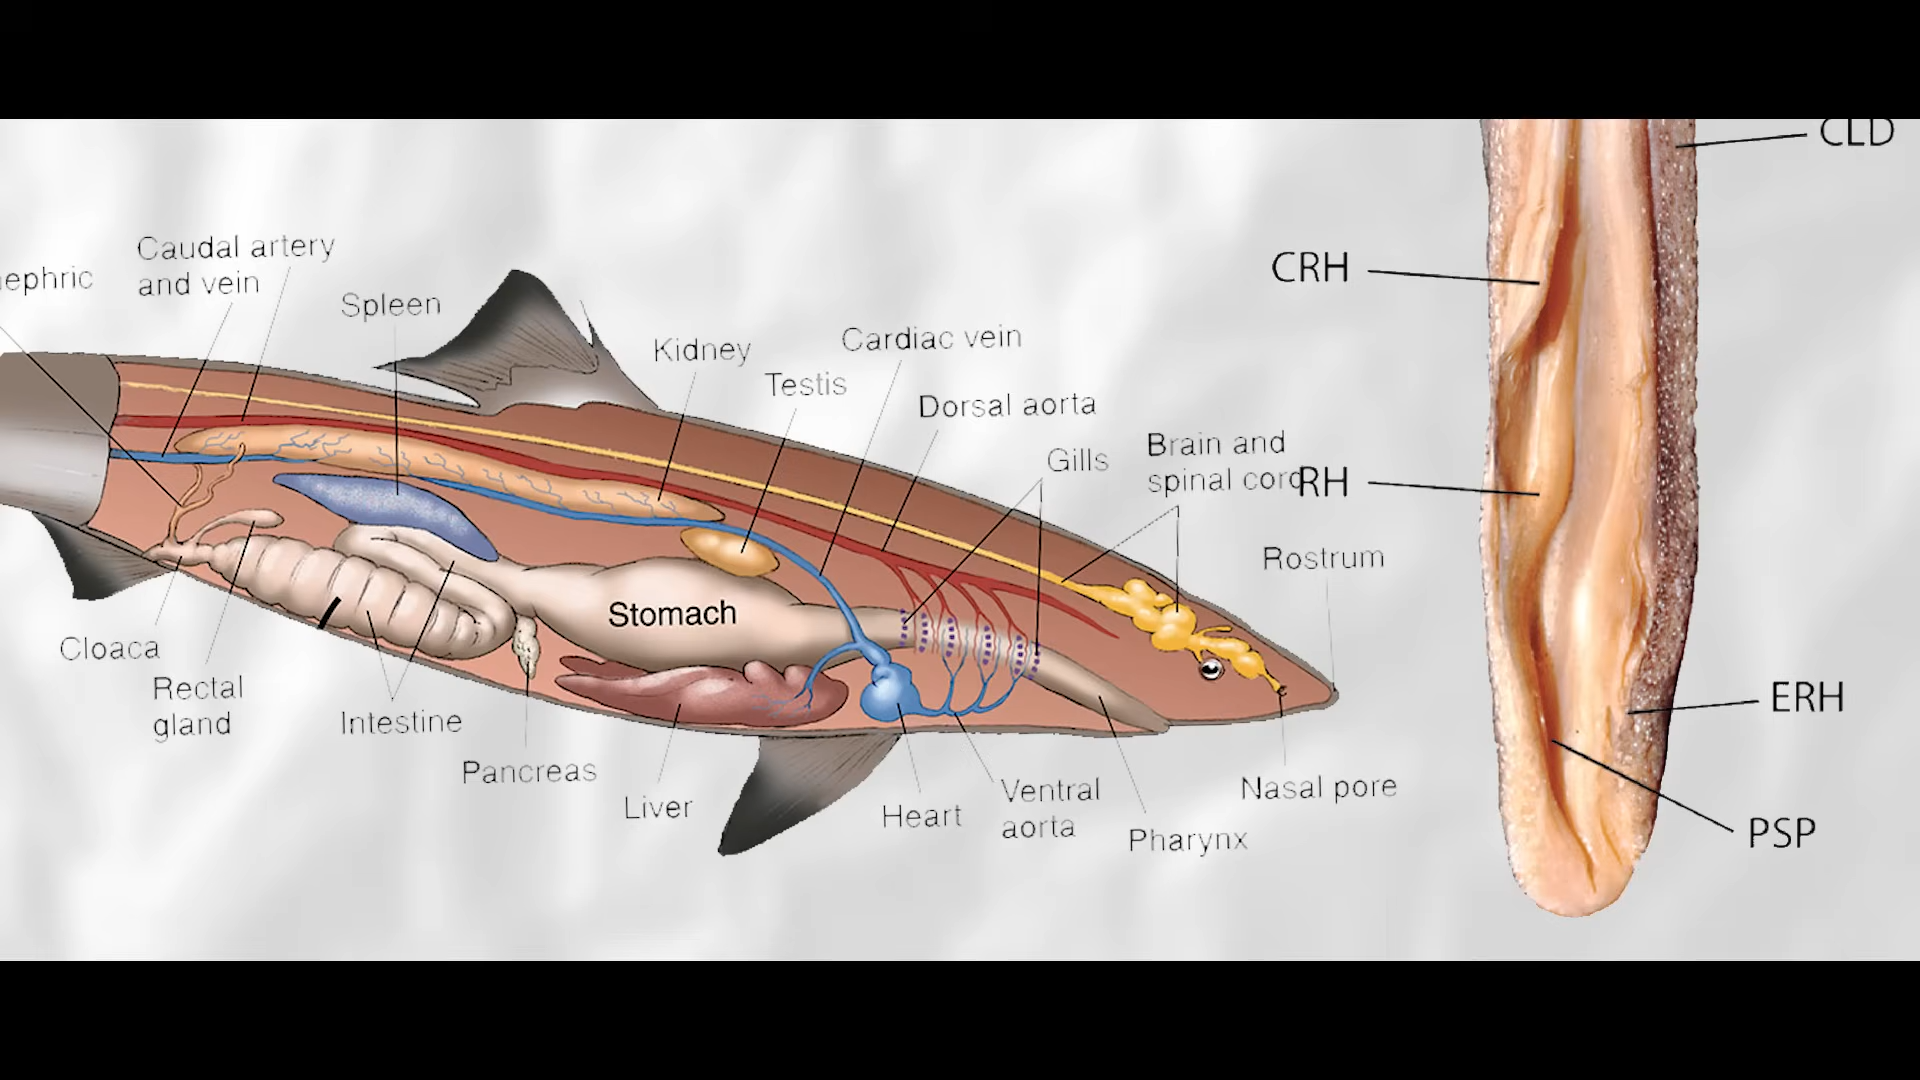 CLD
Caudal artery
and vein
ephric
Spleen
Kidney
Cardiac vein
Testis
Dorsal aorta
Gills
Brain and
spinal cord
Rostrum
Stomach
Cloaca
Rectal
gland
Intestine
Pancreas
Liver
Heart
Ventral
aorta
Pharynx
Nasal pore
CRH
RH
ERH
PSP